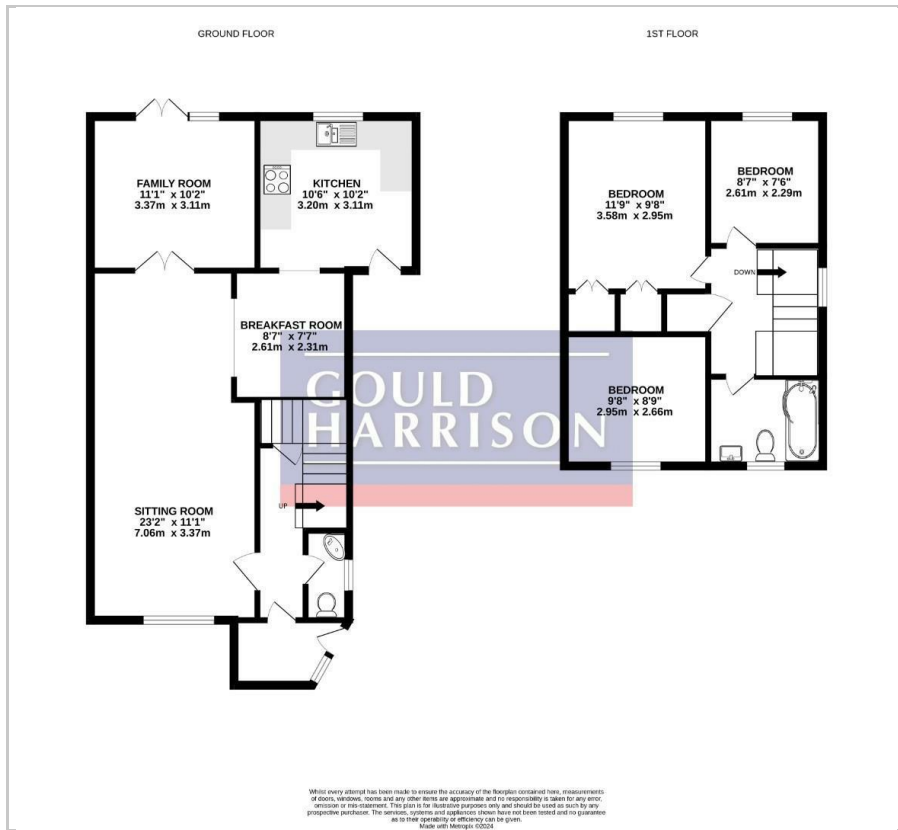 GROUND FLOOR
1ST FLOOR
FAMILY ROOM
11'1" x 10'2"
3.37m x 3.11m
KITCHEN
10'6" x 10'2"
3.20m x 3.11m
BREAKFAST ROOM
8'7" x 7'7"
2.61m x 2.31m
SITTING ROOM
23'2" x 11'1"
7.06m x 3.37m
UP
BEDROOM
11'9" x 9'8"
3.58m x 2.95m
BEDROOM
8'7" x 7'6"
2.61m x 2.29m
DOWN
BEDROOM
9'8" x 8'9"
2.95m x 2.66m
GOULD
HARRISON
Whilst every attempt has been made to ensure the accuracy of the floorplan contained here, measurements
of doors, windows, rooms and any other items are approximate and no responsibility is taken for any error,
omission or mis-statement. This plan is for illustrative purposes only and should be used as such by any
prospective purchaser. The services, systems and appliances shown have not been tested and no guarantee
as to their operability or efficiency can be given.
Made with Metropix ©2024